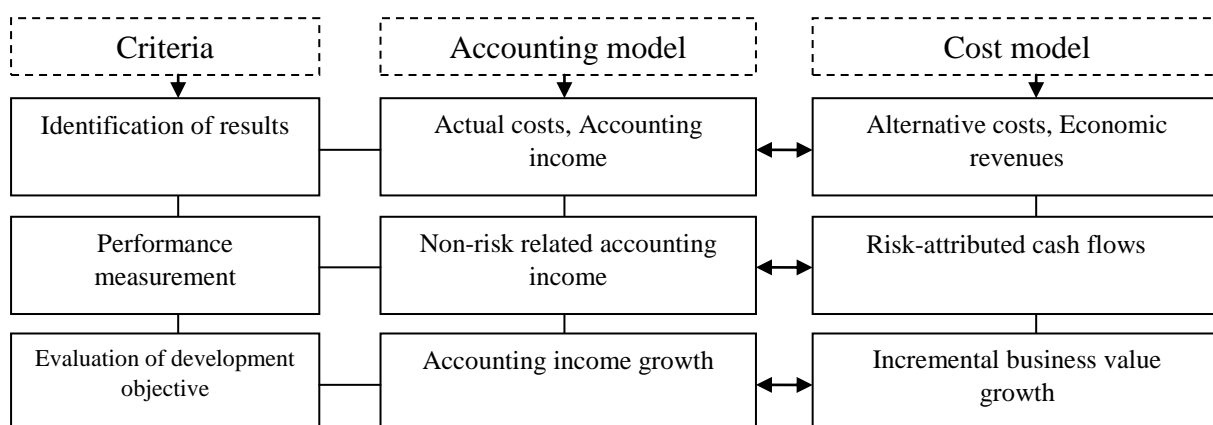 Criteria
Accounting model
Cost model
Identification of results
Actual costs, Accounting
income
Alternative costs, Economic
revenues
Performance
measurement
Non-risk related accounting
income
Risk-attributed cash flows
Evaluation of development
objective
Accounting income growth
Incremental business value
growth